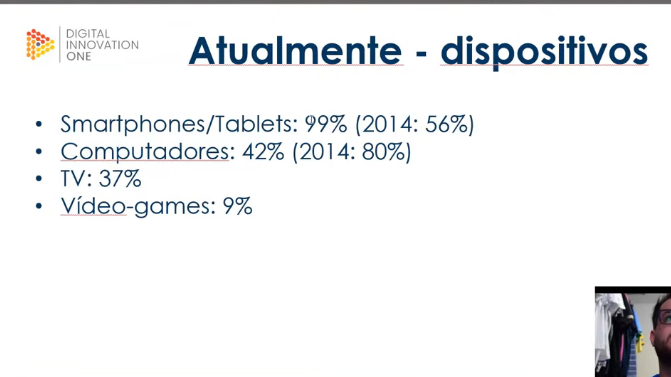 DIGITAL
INNOVATION
ONE
Atualmente - dispositivos
• Smartphones/Tablets: 99% (2014: 56%)
• Computadores: 42% (2014: 80%)
• TV: 37%
• Vídeo-games: 9%